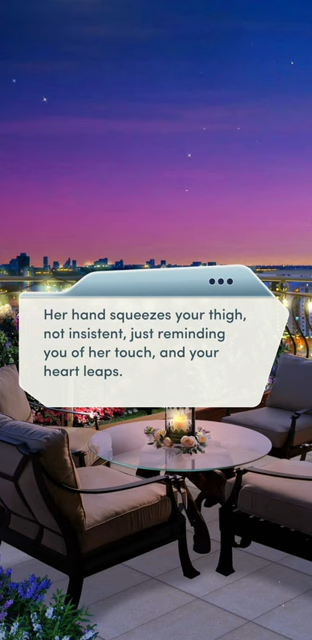 Her hand squeezes your thigh,
not insistent, just reminding
you of her touch, and your
heart leaps.